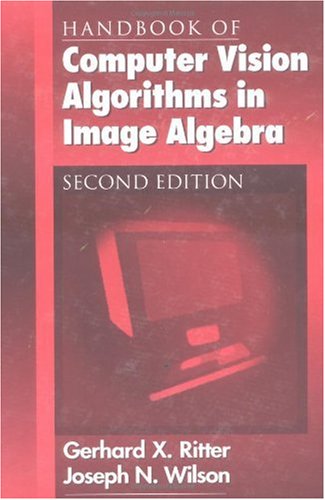 HANDBOOK OF
Computer Vision
Algorithms in
Image Algebra
SECOND EDITION
Gerhard X. Ritter
Joseph N. Wilson